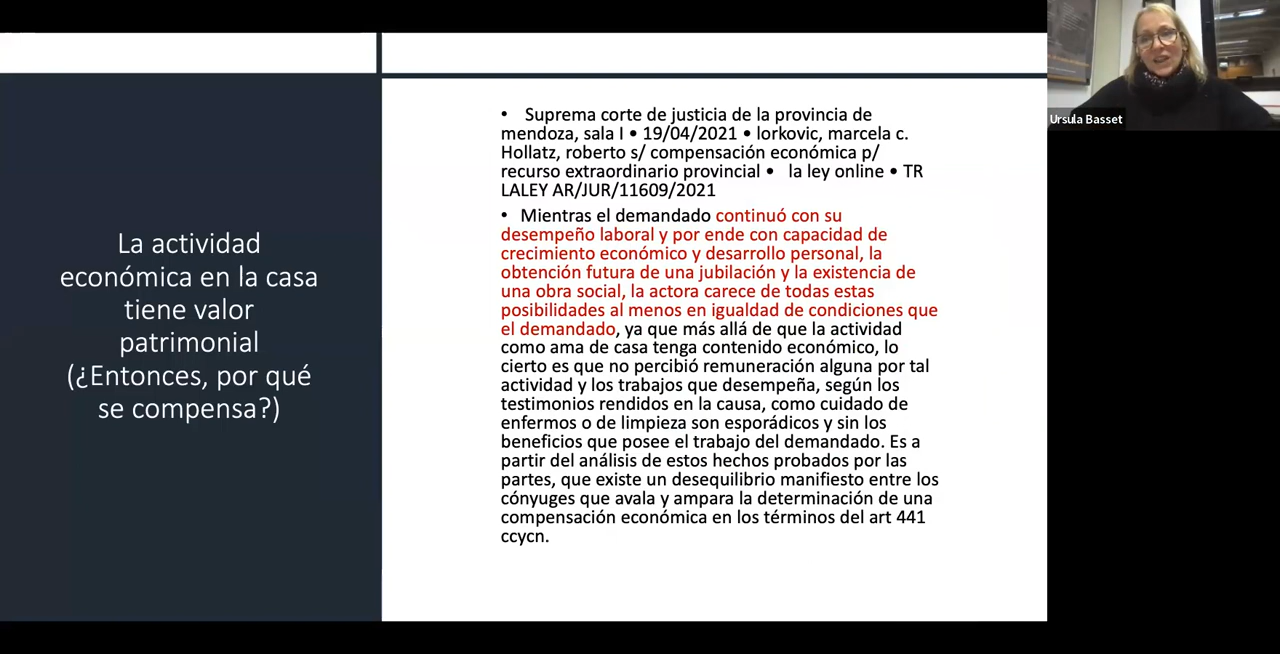 La actividad
económica en la casa
tiene valor
patrimonial
(¿Entonces, por qué
se compensa?)
• Suprema corte de justicia de la provincia de
mendoza, sala I • 19/04/2021 • lorkovic, marcela c.
Hollatz, roberto s/ compensación económica p/
recurso extraordinario provincial • la ley online • TR
LALEY AR/JUR/11609/2021
• Mientras el demandado continuó con su
desempeño laboral y por ende con capacidad de
crecimiento económico y desarrollo personal, la
obtención futura de una jubilación y la existencia de
una obra social, la actora carece de todas estas
posibilidades al menos en igualdad de condiciones que
el demandado, ya que más allá de que la actividad
como ama de casa tenga contenido económico, lo
cierto es que no percibió remuneración alguna por tal
actividad y los trabajos que desempeña, según los
testimonios rendidos en la causa, como cuidado de
enfermos o de limpieza son esporádicos y sin los
beneficios que posee el trabajo del demandado. Es a
partir del análisis de estos hechos probados por las
partes, que existe un desequilibrio manifiesto entre los
cónyuges que avala y ampara la determinación de una
compensación económica en los términos del art 441
ccycn.
Ursula Basset